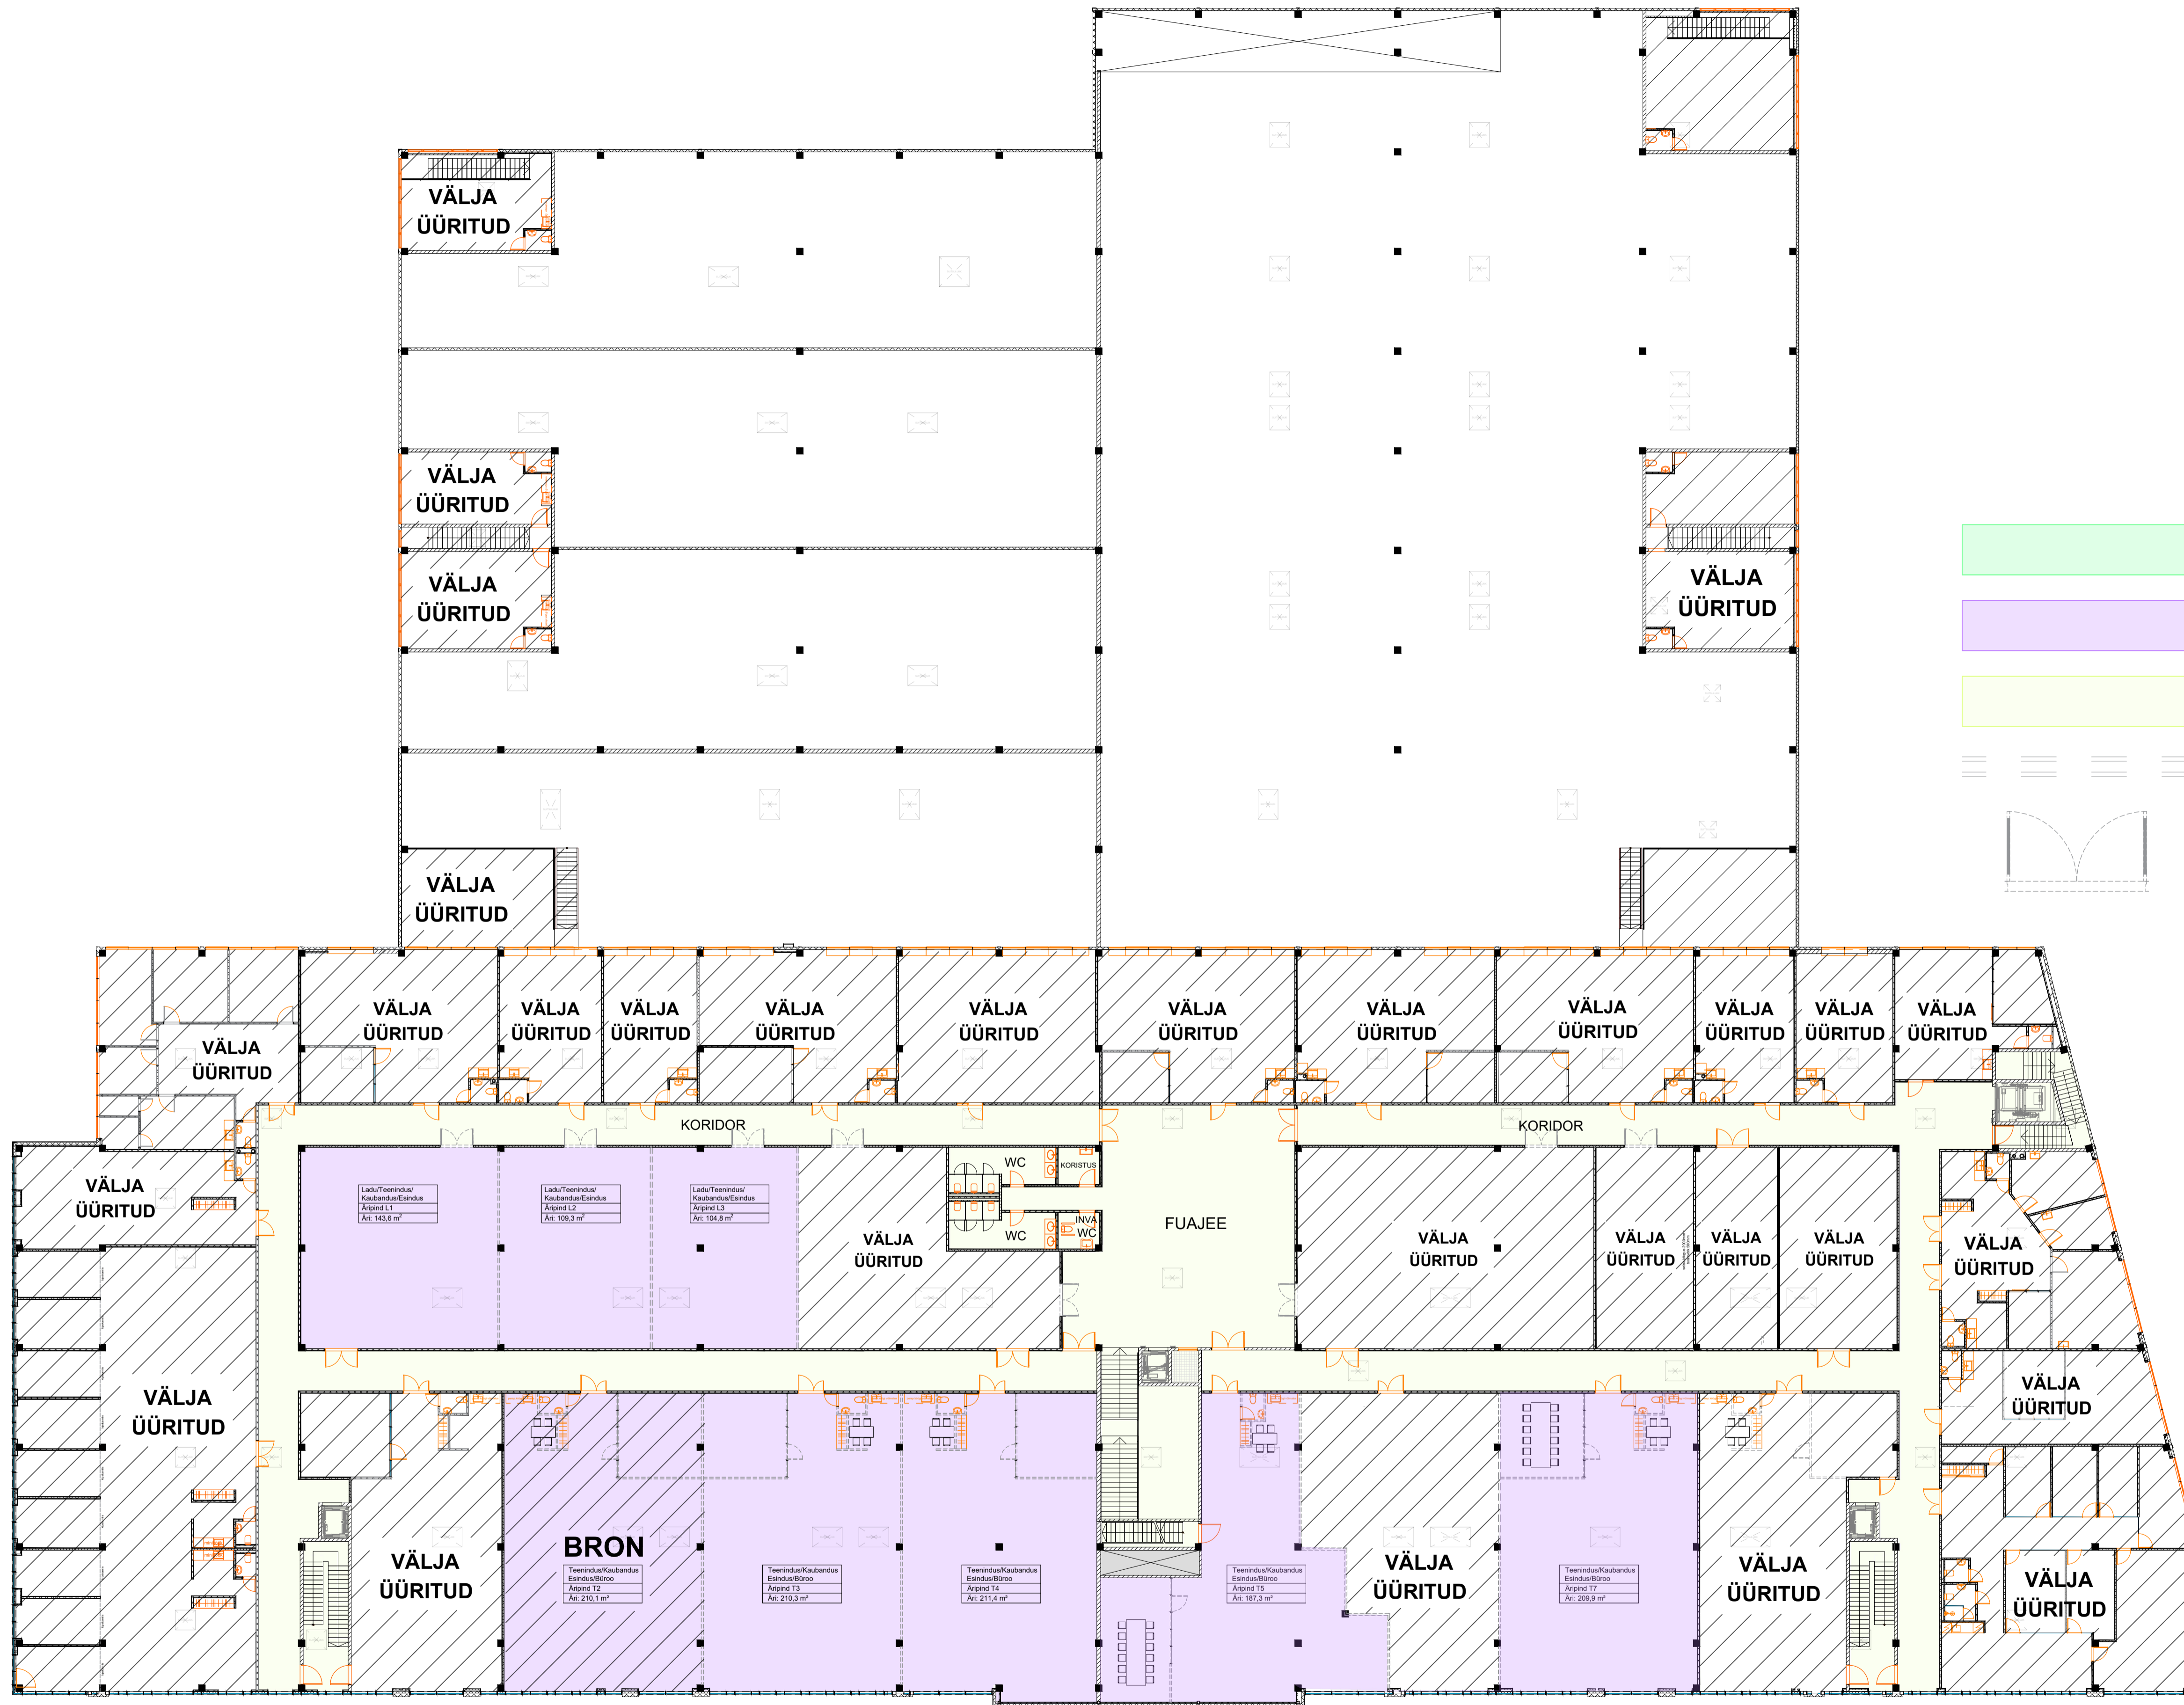 VÄLJA
ÜÜRITUD
VÄLJA
ÜÜRITUD
VÄLJA
ÜÜRITUD
VÄLJA
ÜÜRITUD
VÄLJA
ÜÜRITUD
VÄLJA
ÜÜRITUD
VÄLJA
ÜÜRITUD
VÄLJA
ÜÜRITUD
VÄLJA
ÜÜRITUD
VÄLJA
ÜÜRITUD
VÄLJA
ÜÜRITUD
VÄLJA
ÜÜRITUD
VÄLJA
ÜÜRITUD
VÄLJA
ÜÜRITUD
VÄLJA
ÜÜRITUD
VÄLJA
ÜÜRITUD
VÄLJA
ÜÜRITUD
KORIDOR
KORIDOR
VÄLJA
ÜÜRITUD
Ladu/Teenindus/
Kaubandus/Esindus
Äripind L1
Äri: 143,6 m²
Ladu/Teenindus/
Kaubandus/Esindus
Äripind L2
Äri: 109,3 m²
Ladu/Teenindus/
Kaubandus/Esindus
Äripind L3
Äri: 104,8 m²
VÄLJA
ÜÜRITUD
WC
KORISTUS
WC
INVA
WC
FUAJEE
VÄLJA
ÜÜRITUD
VÄLJA
ÜÜRITUD
VÄLJA
ÜÜRITUD
VÄLJA
ÜÜRITUD
VÄLJA
ÜÜRITUD
VÄLJA
ÜÜRITUD
VÄLJA
ÜÜRITUD
VÄLJA
ÜÜRITUD
BRON
Teenindus/Kaubandus
Esindus/Büroo
Äripind T2
Äri: 210,1 m²
Teenindus/Kaubandus
Esindus/Büroo
Äripind T3
Äri: 210,3 m²
Teenindus/Kaubandus
Esindus/Büroo
Äripind T4
Äri: 211,4 m²
Teenindus/Kaubandus
Esindus/Büroo
Äripind T5
Äri: 187,3 m²
VÄLJA
ÜÜRITUD
Teenindus/Kaubandus
Esindus/Büroo
Äripind T7
Äri: 209,9 m²
VÄLJA
ÜÜRITUD
VÄLJA
ÜÜRITUD